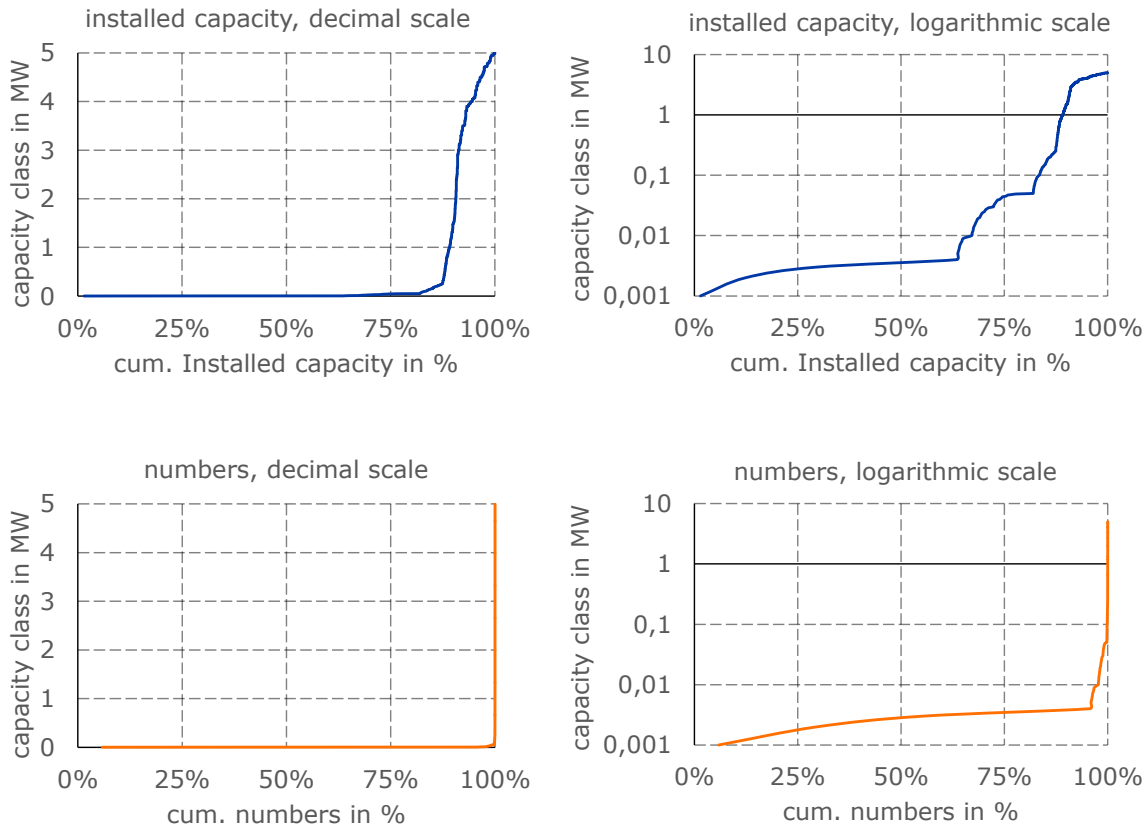 installed capacity, decimal scale
capacity class in MW
5
4
3
2
1
0
0% 25% 50% 75% 100%
cum. Installed capacity in %
installed capacity, logarithmic scale
capacity class in MW
10
1
0,1
0,01
0,001
0% 25% 50% 75% 100%
cum. Installed capacity in %
numbers, decimal scale
capacity class in MW
5
4
3
2
1
0
0% 25% 50% 75% 100%
cum. numbers in %
numbers, logarithmic scale
capacity class in MW
10
1
0,1
0,01
0,001
0% 25% 50% 75% 100%
cum. numbers in %